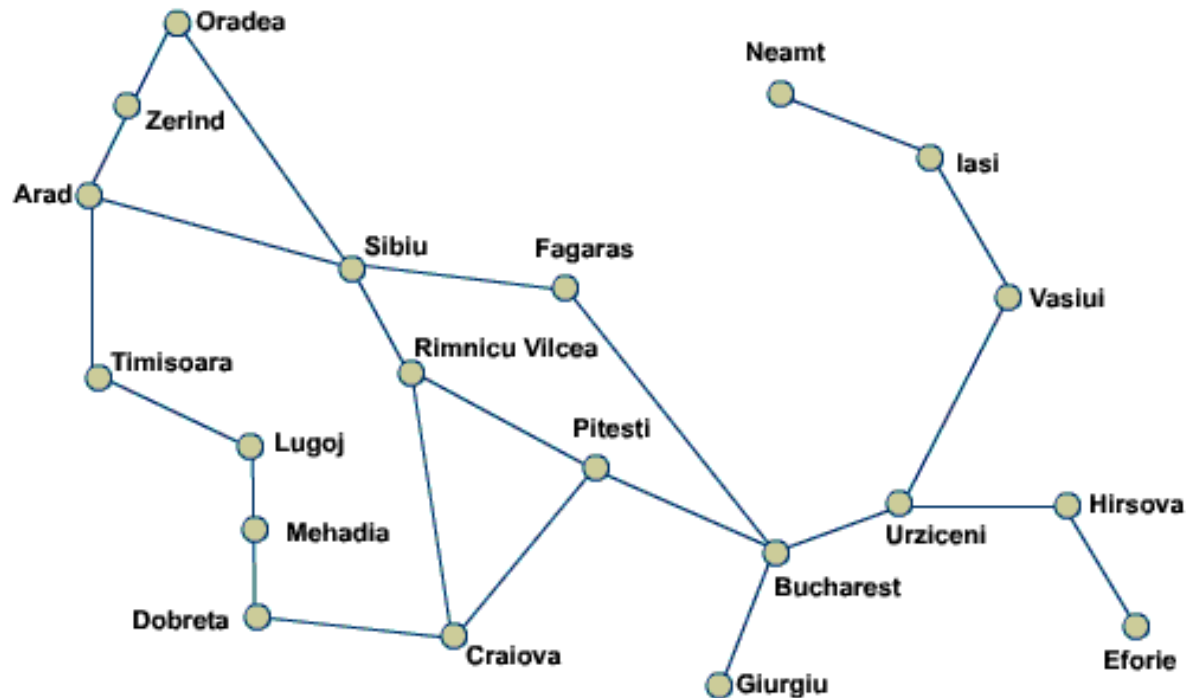 Oradea
Neamt
Zerind
Iasi
Arad
Sibiu
Fagaras
Vasiui
Rimnicu Vilcea
Timisoara
Lugoj
Pitesti
Hirsova
Mehadia
Urziceni
Bucharest
Dobreta
Craiova
Eforie
Giurgiu